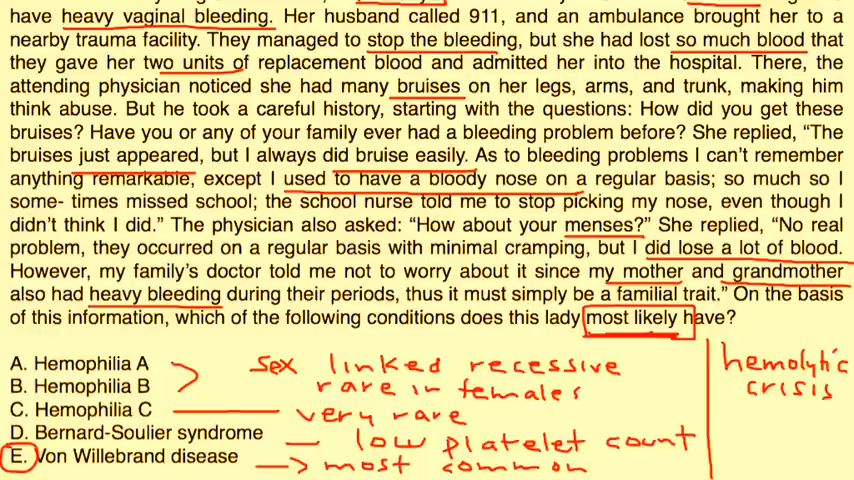 have heavy vaginal bleeding. Her husband called 911, and an ambulance brought her to a
nearby trauma facility. They managed to stop the bleeding, but she had lost so much blood that
they gave her two units of replacement blood and admitted her into the hospital. There, the
attending physician noticed she had many bruises on her legs, arms, and trunk, making him
think abuse. But he took a careful history, starting with the questions: How did you get these
bruises? Have you or any of your family ever had a bleeding problem before? She replied, “The
bruises just appeared, but I always did bruise easily. As to bleeding problems I can’t remember
anything remarkable, except I used to have a bloody nose on a regular basis; so much so I
some- times missed school; the school nurse told me to stop picking my nose, even though I
didn’t think I did.” The physician also asked: “How about your menses?” She replied, “No real
problem, they occurred on a regular basis with minimal cramping, but I did lose a lot of blood.
However, my family’s doctor told me not to worry about it since my mother and grandmother
also had heavy bleeding during their periods, thus it must simply be a familial trait.” On the basis
of this information, which of the following conditions does this lady most likely have?
A. Hemophilia A
B. Hemophilia B
C. Hemophilia C
D. Bernard-Soulier syndrome
E. Von Willebrand disease
sex linked recessive
rare in females
very rare
low platelet count
most common
hemolytic
crisis